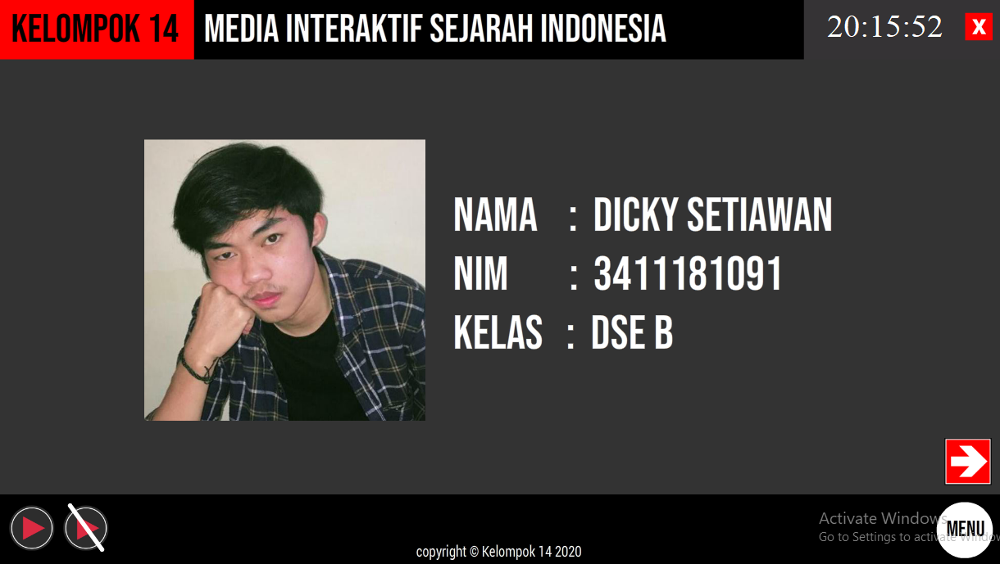 KELOMPOK 14
MEDIA INTERAKTIF SEJARAH INDONESIA
20:15:52
X
NAMA : DICKY SETIAWAN
NIM : 3411181091
KELAS : DSE B
Activate Windows
Go to Settings to activate Windows
MENU
copyright © Kelompok 14 2020